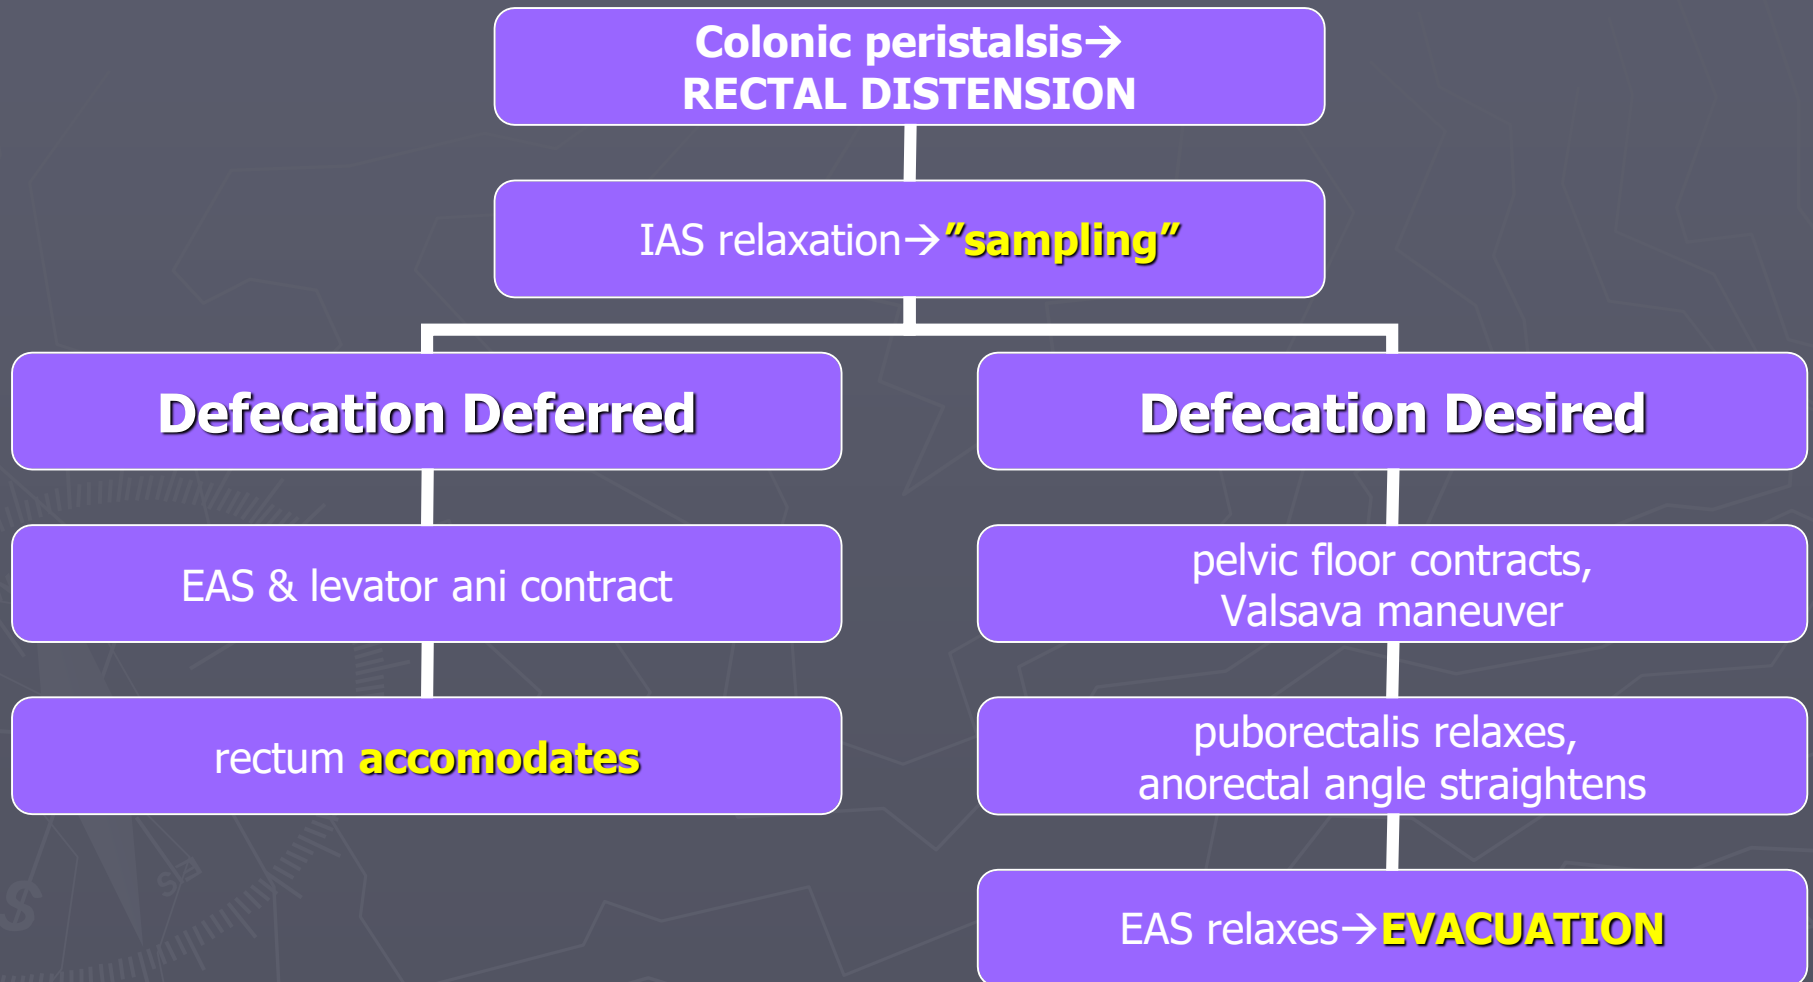 Colonic peristalsis→
RECTAL DISTENSION
IAS relaxation→"sampling"
Defecation Deferred
EAS & levator ani contract
rectum accomodates
Defecation Desired
pelvic floor contracts,
Valsava maneuver
puborectalis relaxes,
anorectal angle straightens
EAS relaxes→EVACUATION
S